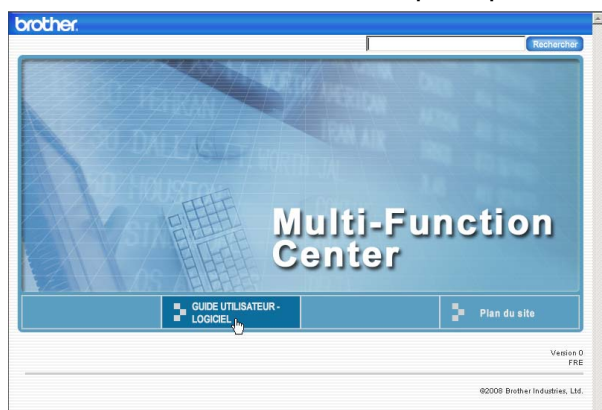 brother.
Rechercher
Multi-Function
Center
GUIDE UTILISATEUR -
LOGICIEL
Plan du site
Version 0
FRE
©2008 Brother Industries, Ltd.